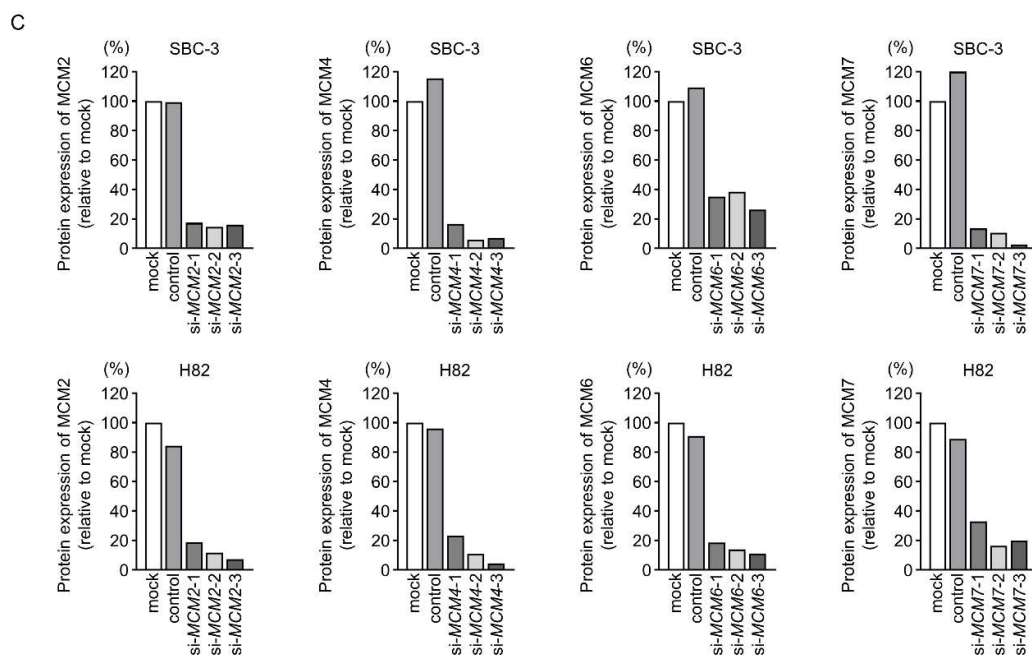 C
(%) SBC-3
Protein expression of MCM2
(relative to mock)
120
100
80
60
40
20
0
mock
control
si-MCM2-1
si-MCM2-2
si-MCM2-3
(%) SBC-3
Protein expression of MCM4
(relative to mock)
120
100
80
60
40
20
0
mock
control
si-MCM4-1
si-MCM4-2
si-MCM4-3
(%) SBC-3
Protein expression of MCM6
(relative to mock)
120
100
80
60
40
20
0
mock
control
si-MCM6-1
si-MCM6-2
si-MCM6-3
(%) SBC-3
Protein expression of MCM7
(relative to mock)
120
100
80
60
40
20
0
mock
control
si-MCM7-1
si-MCM7-2
si-MCM7-3
(%) H82
Protein expression of MCM2
(relative to mock)
120
100
80
60
40
20
0
mock
control
si-MCM2-1
si-MCM2-2
si-MCM2-3
(%) H82
Protein expression of MCM4
(relative to mock)
120
100
80
60
40
20
0
mock
control
si-MCM4-1
si-MCM4-2
si-MCM4-3
(%) H82
Protein expression of MCM6
(relative to mock)
120
100
80
60
40
20
0
mock
control
si-MCM6-1
si-MCM6-2
si-MCM6-3
(%) H82
Protein expression of MCM7
(relative to mock)
120
100
80
60
40
20
0
mock
control
si-MCM7-1
si-MCM7-2
si-MCM7-3